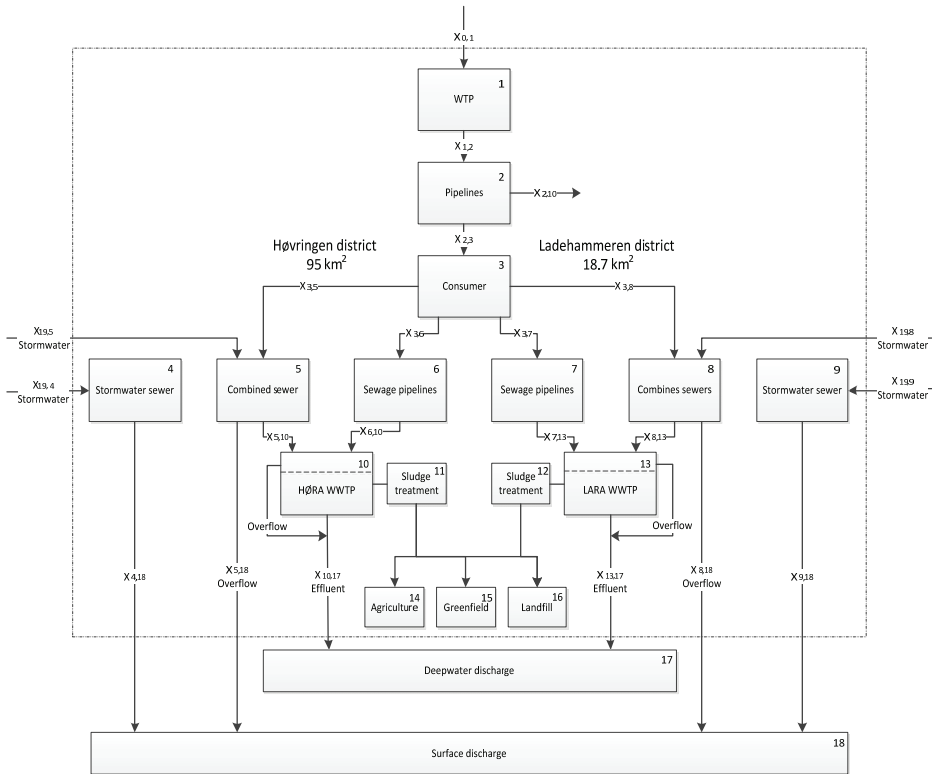 X0,1
1
WTP
X1,2
2
Pipelines
X2,10
X2,3
Høvringen district
95 km2
Ladehammeren district
18.7 km2
3
Consumer
X3,5
X3,8
X19,5
Stormwater
X3,6
X3,7
X19,8
Stormwater
4
Stormwater sewer
5
Combined sewer
6
Sewage pipelines
7
Sewage pipelines
8
Combines sewers
9
Stormwater sewer
X19,4
Stormwater
X19,9
Stormwater
X5,10
X6,10
X7,13
X8,13
10
HØRA WWTP
11
Sludge
treatment
12
Sludge
treatment
13
LARA WWTP
Overflow
Overflow
X4,18
X5,18
Overflow
X10,17
Effluent
X13,17
Effluent
X8,18
Overflow
X9,18
14
Agriculture
15
Greenfield
16
Landfill
17
Deepwater discharge
18
Surface discharge